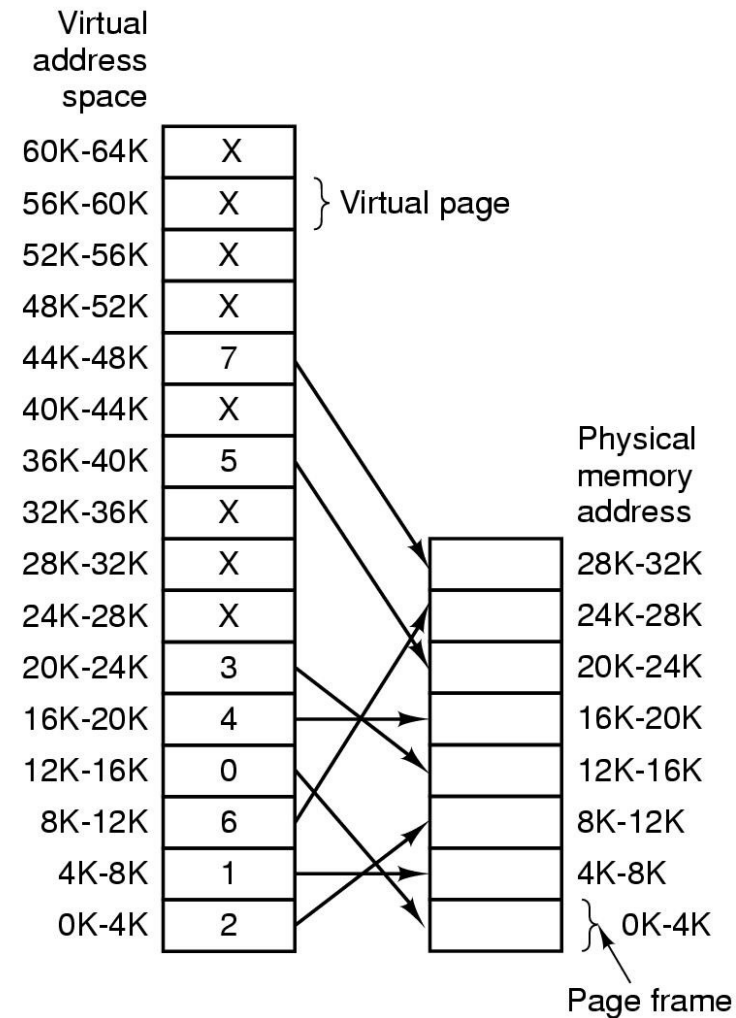 Virtual
address
space
60K-64K X
56K-60K X Virtual page
52K-56K X
48K-52K X
44K-48K 7
40K-44K X
36K-40K 5
32K-36K X
28K-32K X
24K-28K X
20K-24K 3
16K-20K 4
12K-16K 0
8K-12K 6
4K-8K 1
0K-4K 2
Physical
memory
address
28K-32K
24K-28K
20K-24K
16K-20K
12K-16K
8K-12K
4K-8K
0K-4K
Page frame